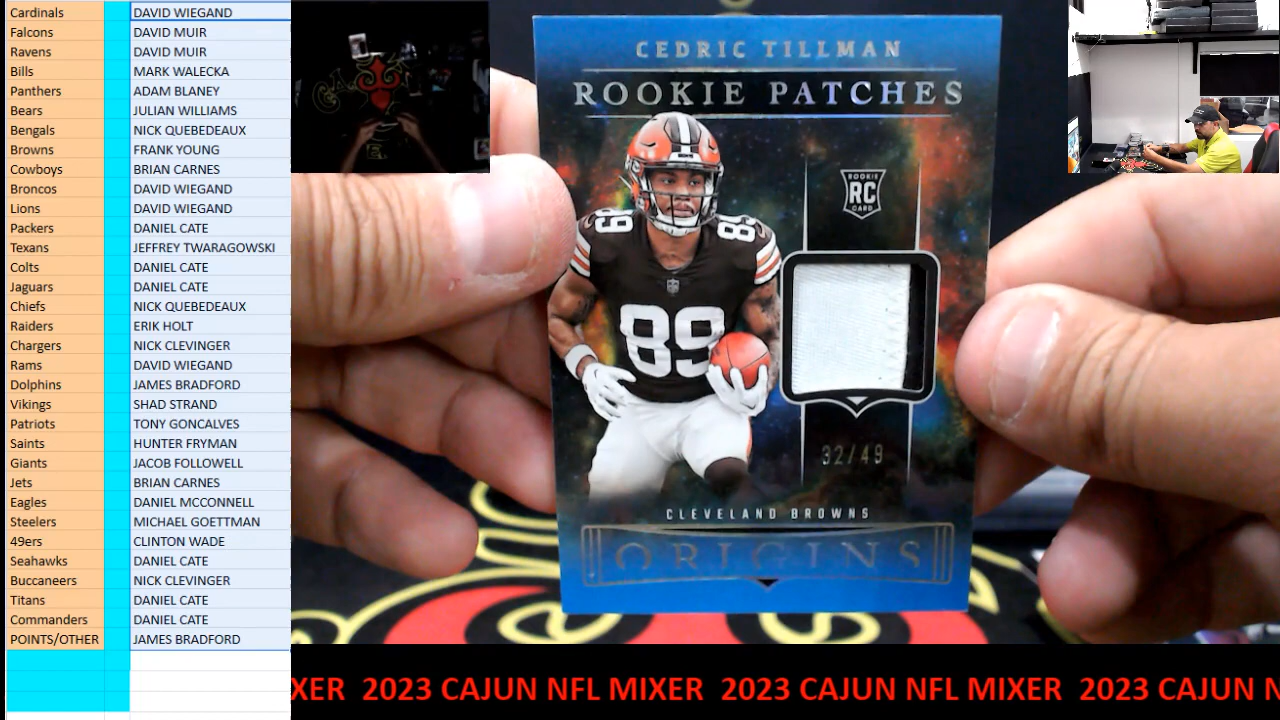 Cardinals DAVID WIEGAND
Falcons DAVID MUIR
Ravens DAVID MUIR
Bills MARK WALECKA
Panthers ADAM BLANEY
Bears JULIAN WILLIAMS
Bengals NICK QUEBEDEAUX
Browns FRANK YOUNG
Cowboys BRIAN CARNES
Broncos DAVID WIEGAND
Lions DAVID WIEGAND
Packers DANIEL CATE
Texans JEFFREY TWARAGOWSKI
Colts DANIEL CATE
Jaguars DANIEL CATE
Chiefs NICK QUEBEDEAUX
Raiders ERIK HOLT
Chargers NICK CLEVINGER
Rams DAVID WIEGAND
Dolphins JAMES BRADFORD
Vikings SHAD STRAND
Patriots TONY GONCALVES
Saints HUNTER FRYMAN
Giants JACOB FOLLOWELL
Jets BRIAN CARNES
Eagles DANIEL MCCONNELL
Steelers MICHAEL GOETTMAN
49ers CLINTON WADE
Seahawks DANIEL CATE
Buccaneers NICK CLEVINGER
Titans DANIEL CATE
Commanders DANIEL CATE
POINTS/OTHER JAMES BRADFORD
CEDRIC TILLMAN
ROOKIE PATCHES
ROOKIE
RC
CARD
89 89
89
32/49
CLEVELAND BROWNS
ORIGINS
XER 2023 CAJUN NFL MIXER 2023 CAJUN NFL MIXER 2023 CAJUN N